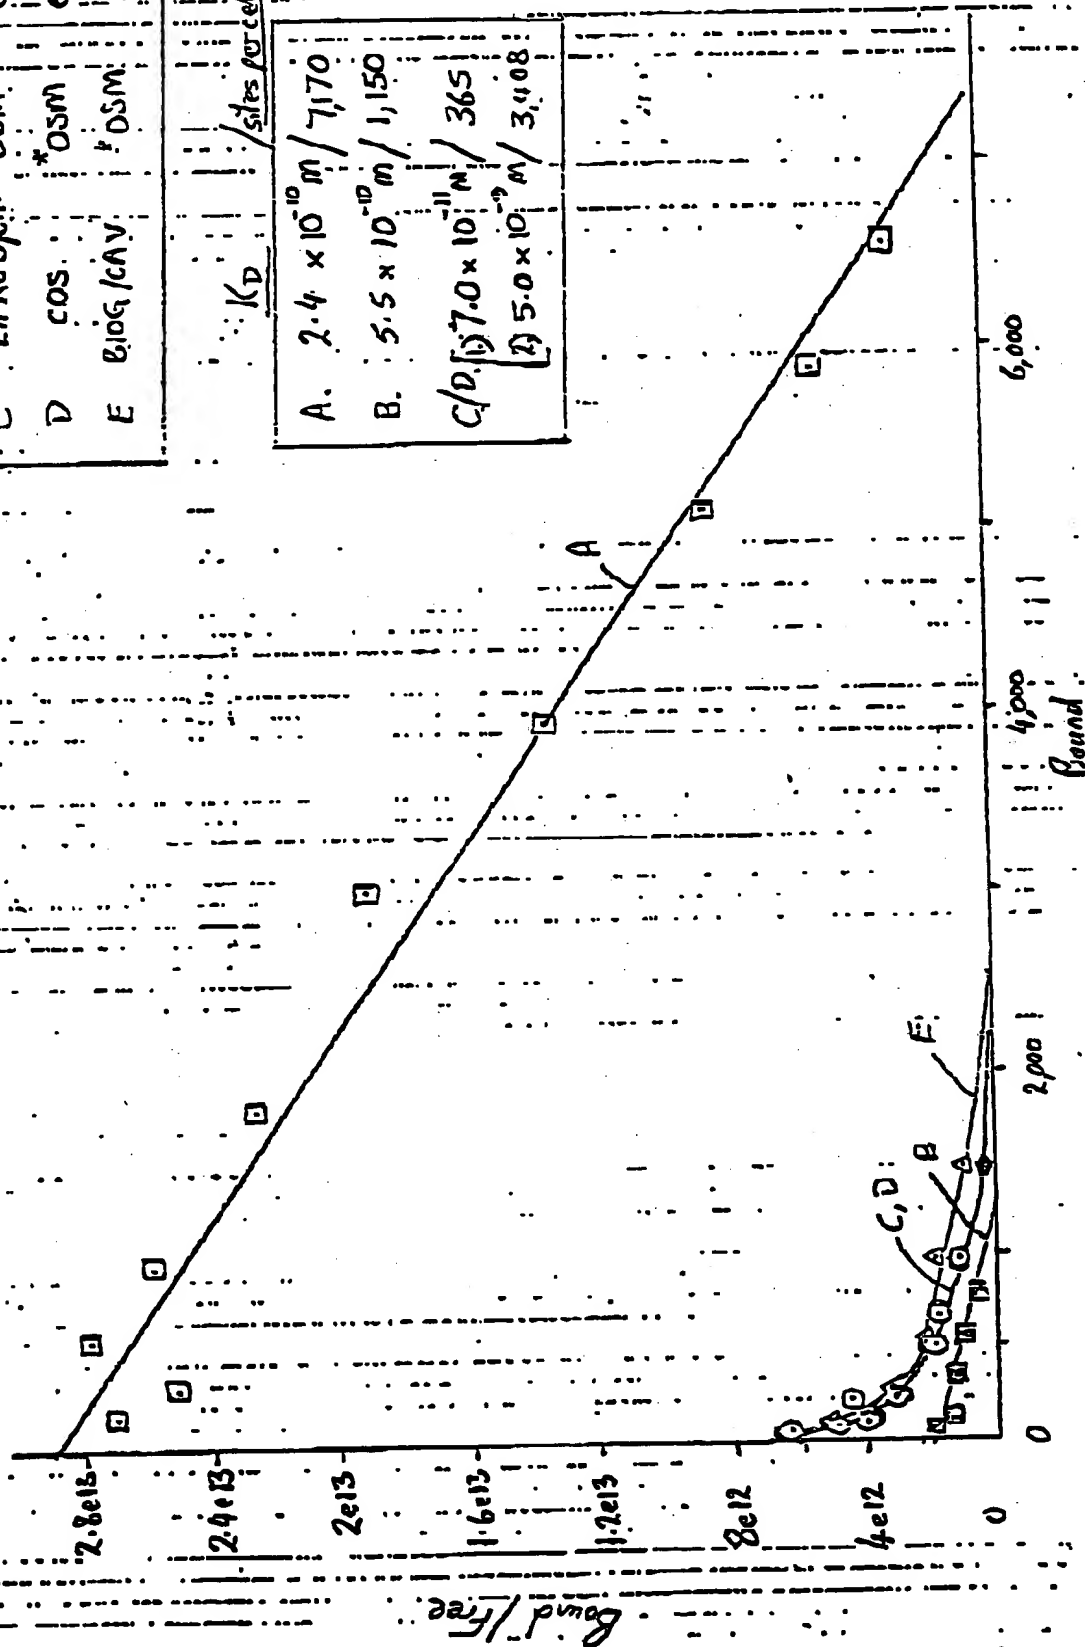 D COS *OSM
E B10G/CAV *OSM
KD / sites per cell
A. 2.4 × 10⁻¹⁰ M / 7,170
B. 5.5 × 10⁻¹⁰ M / 1,150
C/D. (1) 7.0 × 10⁻¹¹ M / 365
(2) 5.0 × 10⁻⁹ M / 3,408
A
E
B
C, D
2.8e13
2.4e13
2e13
1.6e13
1.2e13
8e12
4e12
0
0
2,000
4,000
6,000
Bound/Free
Bound